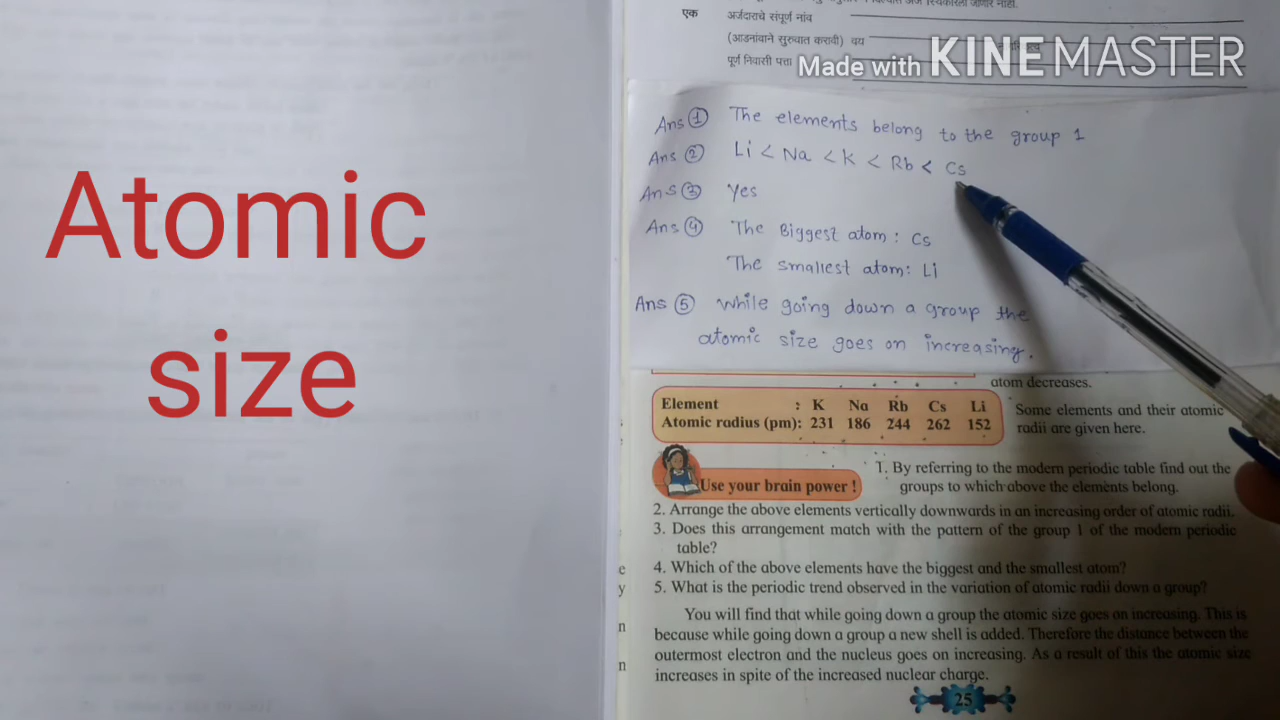 Atomic
size
Made with KINEMASTER
एक अर्जदाराचे संपूर्ण नांव
(आडनांवाने सुरुवात करावी) वय
पूर्ण निवासी पत्ता
Ans ① The elements belong to the group 1
Ans ② Li < Na < K < Rb < Cs
Ans ③ Yes
Ans ④ The Biggest atom: Cs
The smallest atom: Li
Ans ⑤ While going down a group the
atomic size goes on increasing.
atom decreases.
Element : K Na Rb Cs Li
Atomic radius (pm): 231 186 244 262 152
Some elements and their atomic
radii are given here.
Use your brain power !
1. By referring to the modern periodic table find out the
groups to which above the elements belong.
2. Arrange the above elements vertically downwards in an increasing order of atomic radii.
3. Does this arrangement match with the pattern of the group 1 of the modern periodic
table?
4. Which of the above elements have the biggest and the smallest atom?
5. What is the periodic trend observed in the variation of atomic radii down a group?
You will find that while going down a group the atomic size goes on increasing. This is
because while going down a group a new shell is added. Therefore the distance between the
outermost electron and the nucleus goes on increasing. As a result of this the atomic size
increases in spite of the increased nuclear charge.
25